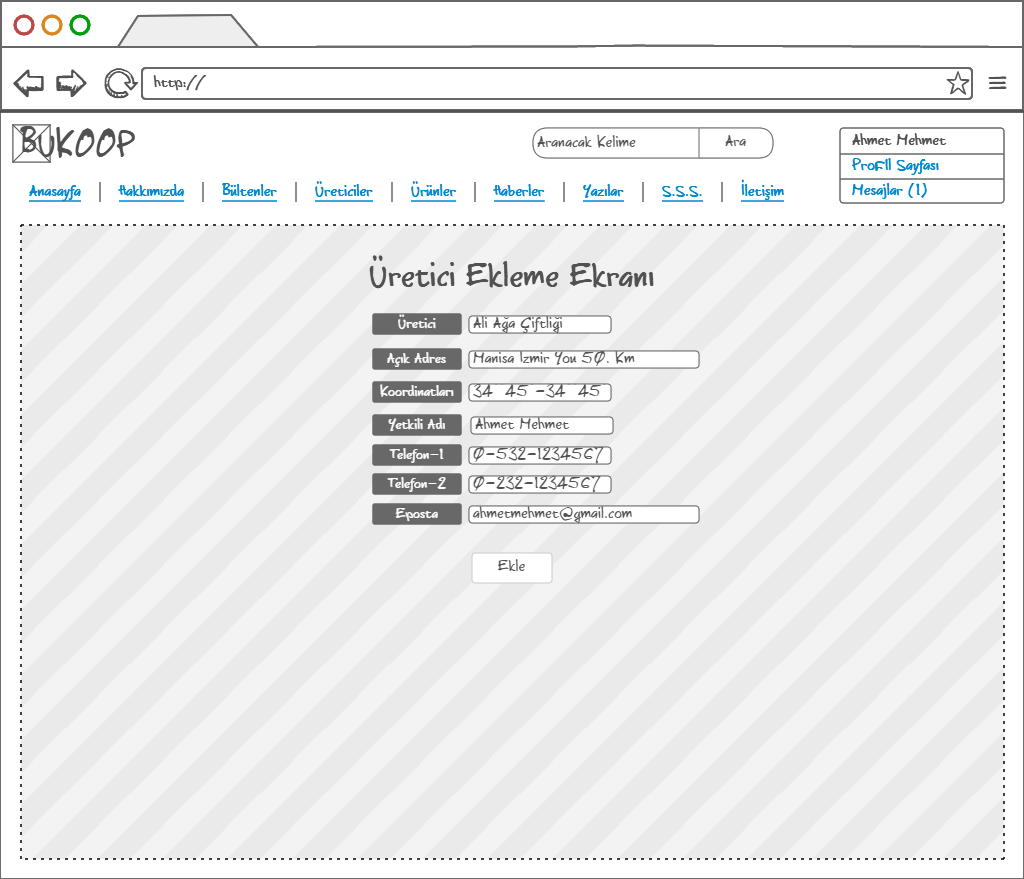 http://
BUKOOP
Aranacak Kelime
Ara
Ahmet Mehmet
Profil Sayfası
Mesajlar (1)
Anasayfa | Hakkımızda | Bültenler | Üreticiler | Ürünler | Haberler | Yazılar | S.S.S. | İletişim
Üretici Ekleme Ekranı
Üretici Ali Ağa Çiftliği
Açık Adres Manisa Izmir You 50. Km
Koordinatları 34 45 -34 45
Yetkili Adı Ahmet Mehmet
Telefon-1 0-532-1234567
Telefon-2 0-232-1234567
Eposta ahmetmehmet@gmail.com
Ekle